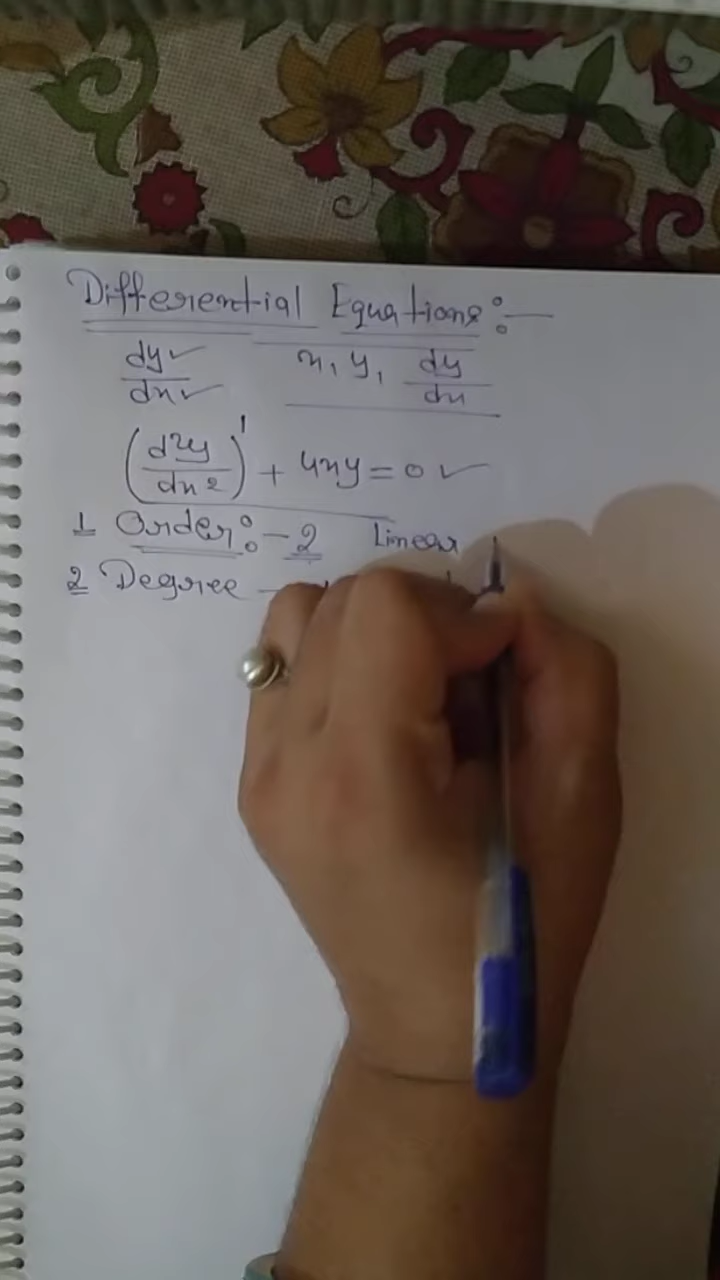 Differential Equations:-
dy/dx x, y, dy/dx
(d²y/dx²)¹ + 4xy = 0 ✓
1 Order:- 2 Linear
2 Degree -